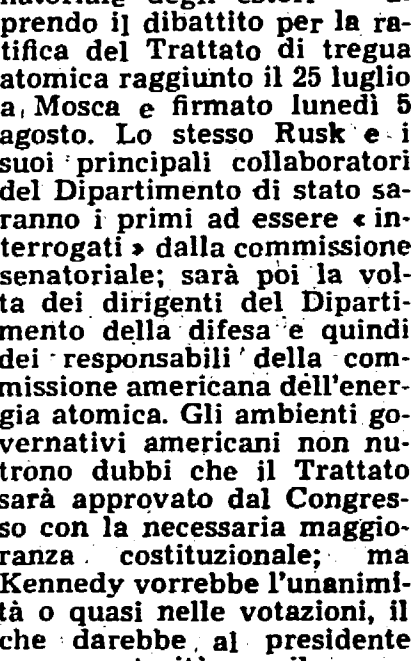 prendo il dibattito per la ra-
tifica del Trattato di tregua
atomica raggiunto il 25 luglio
a Mosca e firmato lunedì 5
agosto. Lo stesso Rusk e i
suoi principali collaboratori
del Dipartimento di stato sa-
ranno i primi ad essere « in-
terrogati » dalla commissione
senatoriale; sarà poi la vol-
ta dei dirigenti del Diparti-
mento della difesa e quindi
dei responsabili della com-
missione americana dell'ener-
gia atomica. Gli ambienti go-
vernativi americani non nu-
trono dubbi che il Trattato
sarà approvato dal Congres-
so con la necessaria maggio-
ranza costituzionale; ma
Kennedy vorrebbe l'unanimi-
tà o quasi nelle votazioni, il
che darebbe al presidente